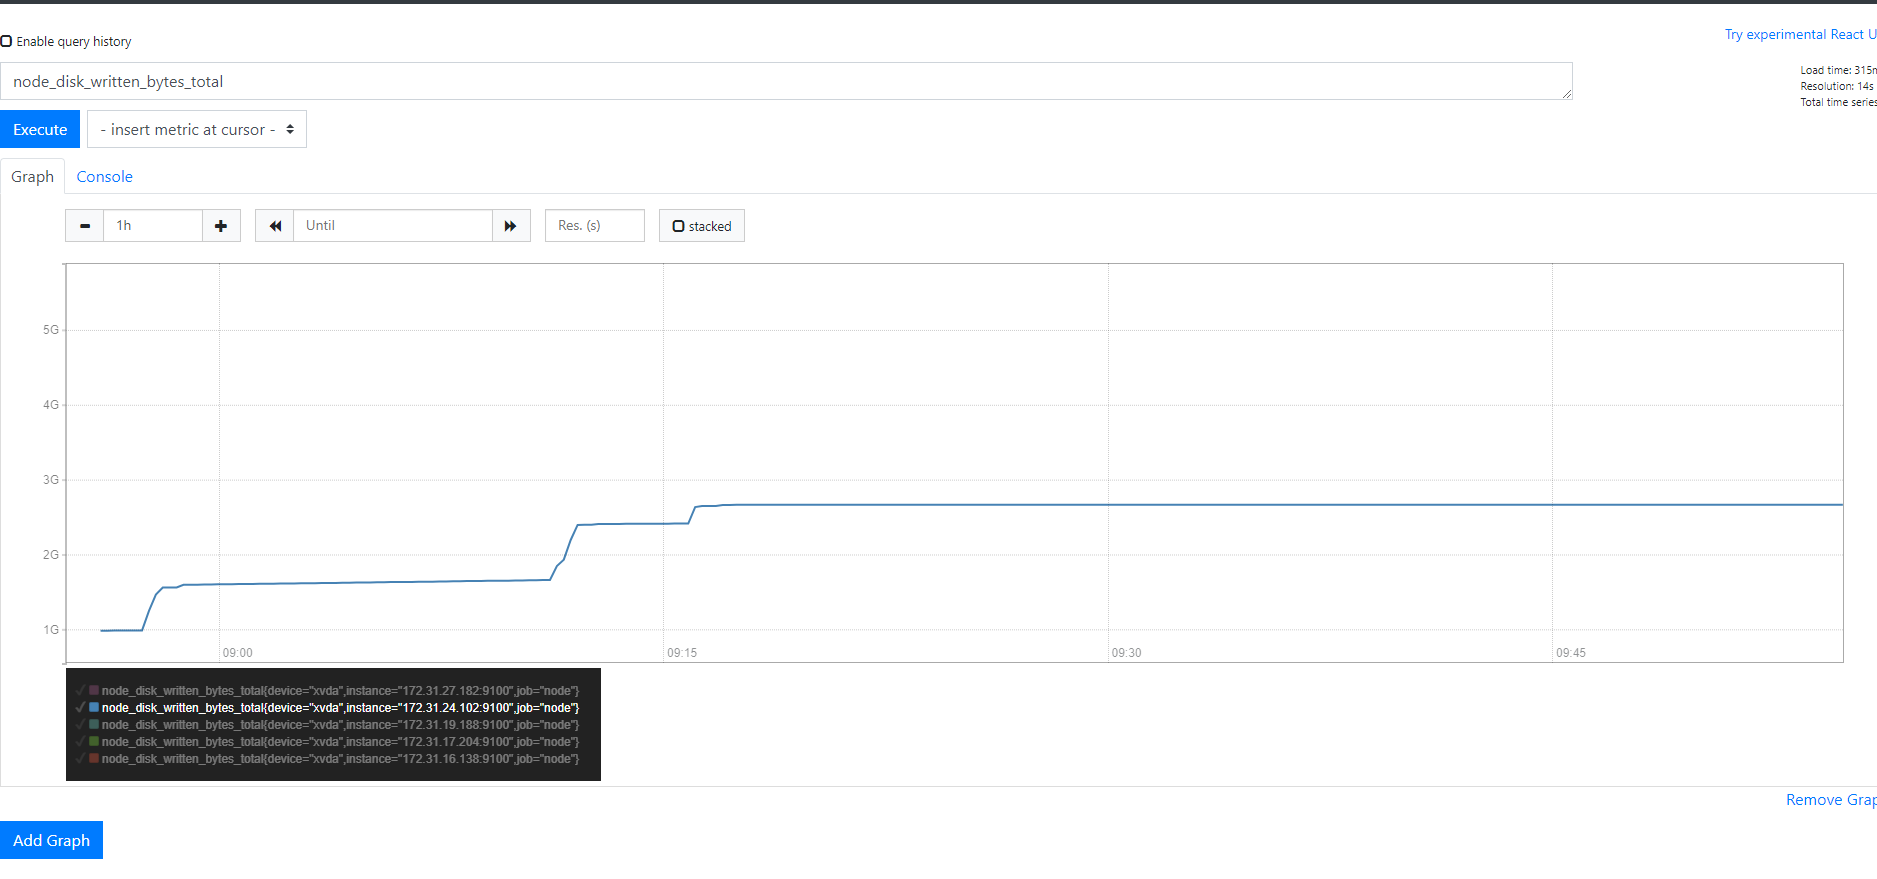 Enable query history
Try experimental React U
node_disk_written_bytes_total
Load time: 315m
Resolution: 14s
Total time series
Execute
- insert metric at cursor -
Graph
Console
1h
Until
Res. (s)
stacked
5G
4G
3G
2G
1G
09:00
09:15
09:30
09:45
node_disk_written_bytes_total{device="xvda",instance="172.31.27.182:9100",job="node"}
node_disk_written_bytes_total{device="xvda",instance="172.31.24.102:9100",job="node"}
node_disk_written_bytes_total{device="xvda",instance="172.31.19.188:9100",job="node"}
node_disk_written_bytes_total{device="xvda",instance="172.31.17.204:9100",job="node"}
node_disk_written_bytes_total{device="xvda",instance="172.31.16.138:9100",job="node"}
Remove Grap
Add Graph